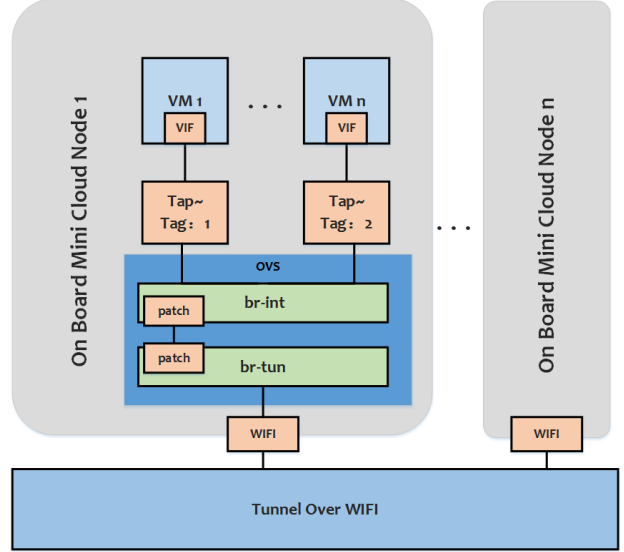 On Board Mini Cloud Node 1
VM 1
VIF
. . .
VM n
VIF
Tap~
Tag：1
Tap~
Tag：2
OVS
br-int
patch
patch
br-tun
WIFI
. . .
On Board Mini Cloud Node n
WIFI
Tunnel Over WIFI